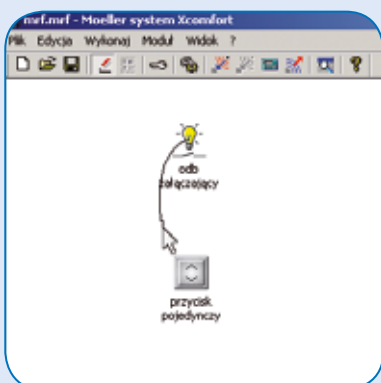 mrf.mrf - Moeller system Xcomfort
Plik Edycja Wykonaj Moduł Widok ?
odb
załączający
przycisk
pojedynczy